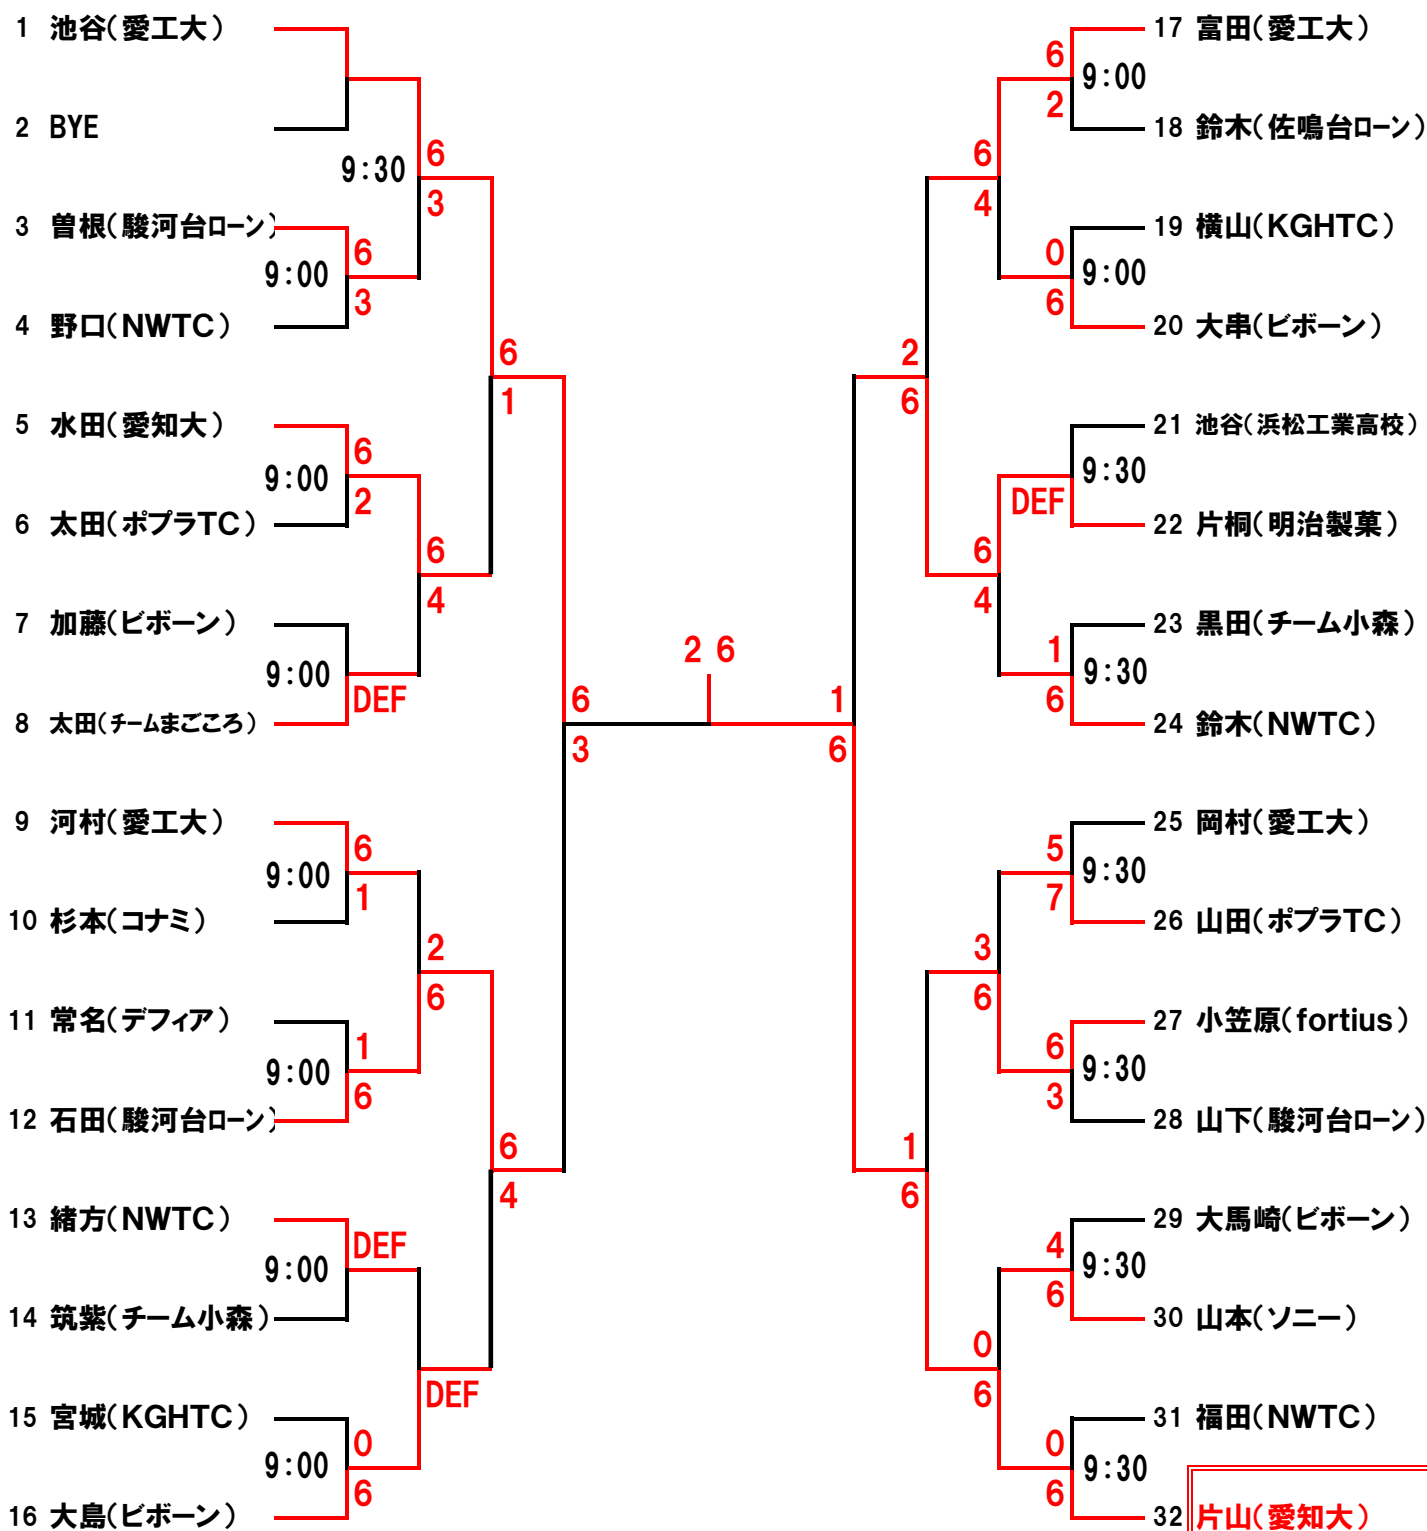 1 池谷(愛工大)
2 BYE
9:30
6
3
3 曽根(駿河台ローン)
9:00
6
3
4 野口(NWTC)
6
1
5 水田(愛知大)
9:00
6
2
6 太田(ポプラTC)
6
4
7 加藤(ビボーン)
9:00
DEF
8 太田(チームまごころ)
6
3
9 河村(愛工大)
9:00
6
1
10 杉本(コナミ)
2
6
11 常名(デフィア)
9:00
1
6
12 石田(駿河台ローン)
6
4
13 緒方(NWTC)
9:00
DEF
14 筑紫(チーム小森)
DEF
15 宮城(KGHTC)
9:00
0
6
16 大島(ビボーン)
2 6
17 富田(愛工大)
6
9:00
2
18 鈴木(佐鳴台ローン)
6
4
19 横山(KGHTC)
0
9:00
6
20 大串(ビボーン)
2
6
21 池谷(浜松工業高校)
9:30
DEF
22 片桐(明治製菓)
6
4
23 黒田(チーム小森)
1
9:30
6
24 鈴木(NWTC)
1
6
25 岡村(愛工大)
5
9:30
7
26 山田(ポプラTC)
3
6
27 小笠原(fortius)
6
9:30
3
28 山下(駿河台ローン)
1
6
29 大馬崎(ビボーン)
4
9:30
6
30 山本(ソニー)
0
6
31 福田(NWTC)
0
9:30
6
32 片山(愛知大)